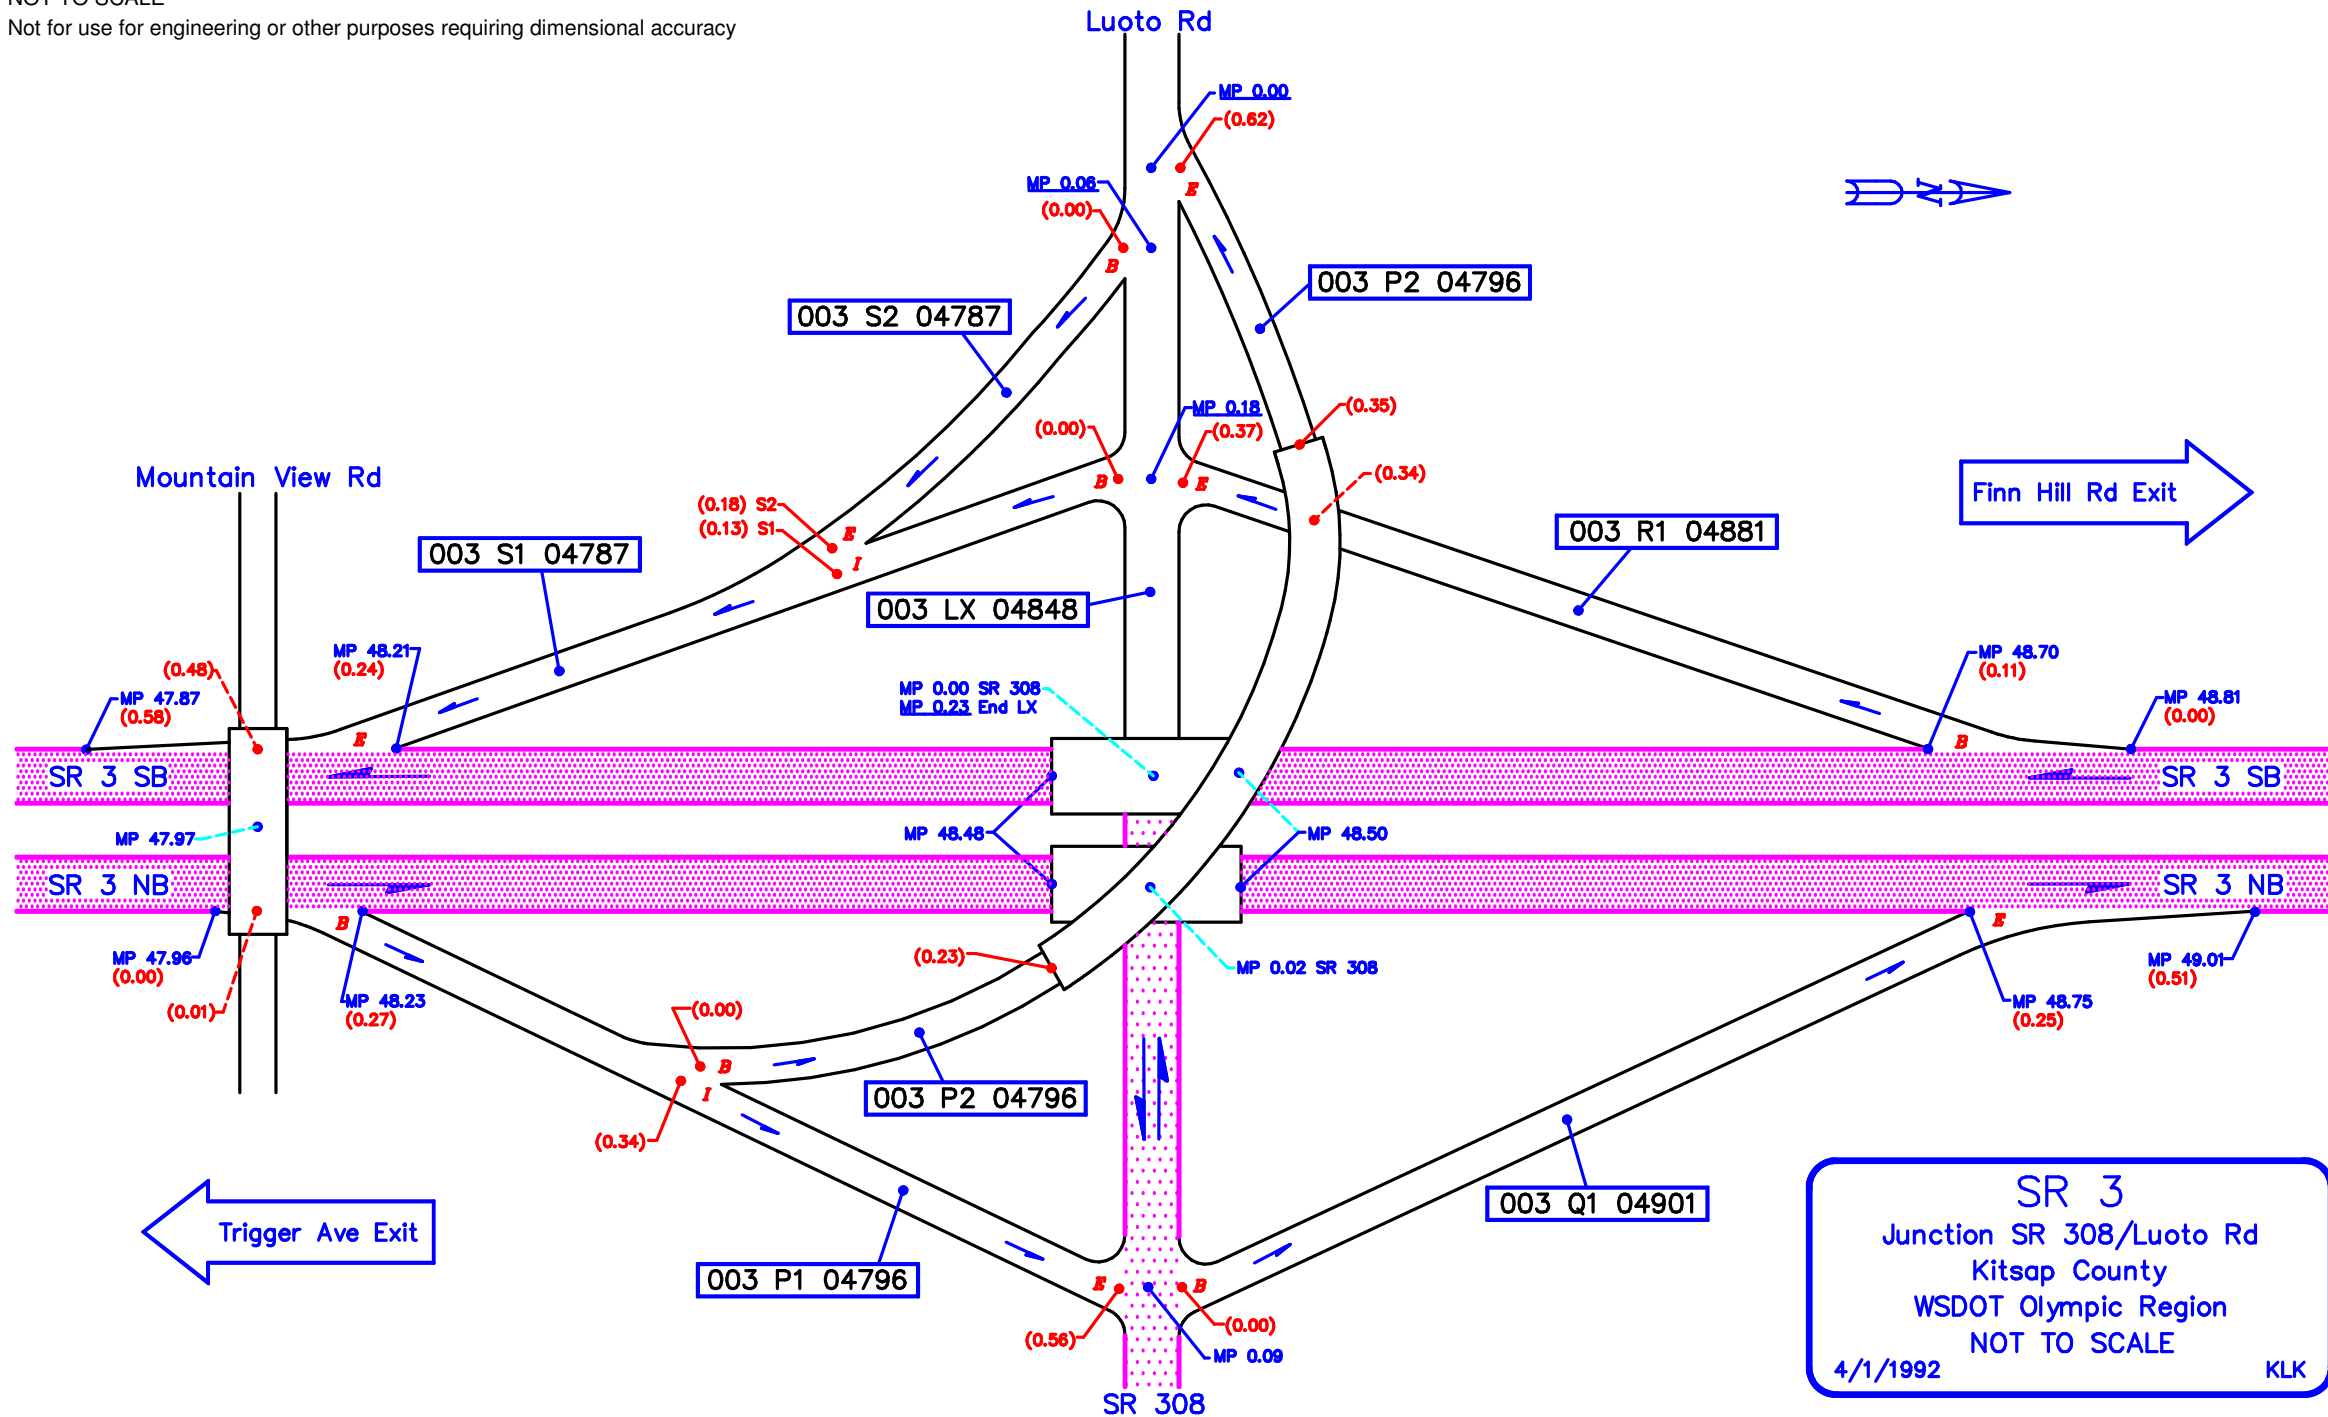 NOT TO SCALE
Not for use for engineering or other purposes requiring dimensional accuracy
Luoto Rd
MP 0.00
(0.62)
E
MP 0.06
(0.00)
B
N
003 S2 04787
003 P2 04796
MP 0.18
(0.00)
(0.37)
(0.35)
B
E
(0.34)
Mountain View Rd
Finn Hill Rd Exit
(0.18) S2
(0.13) S1
E
I
003 S1 04787
003 R1 04881
003 LX 04848
MP 48.21
(0.24)
(0.48)
MP 47.87
(0.58)
E
MP 0.00 SR 308
MP 0.23 End LX
MP 48.70
(0.11)
MP 48.81
(0.00)
B
SR 3 SB
SR 3 SB
MP 47.97
MP 48.48
MP 48.50
SR 3 NB
SR 3 NB
B
E
MP 47.96
(0.00)
(0.01)
MP 48.23
(0.27)
(0.23)
MP 0.02 SR 308
MP 49.01
(0.51)
MP 48.75
(0.25)
(0.00)
B
I
(0.34)
003 P2 04796
003 Q1 04901
Trigger Ave Exit
003 P1 04796
E
B
(0.56)
(0.00)
MP 0.09
SR 308
SR 3
Junction SR 308/Luoto Rd
Kitsap County
WSDOT Olympic Region
NOT TO SCALE
4/1/1992 KLK